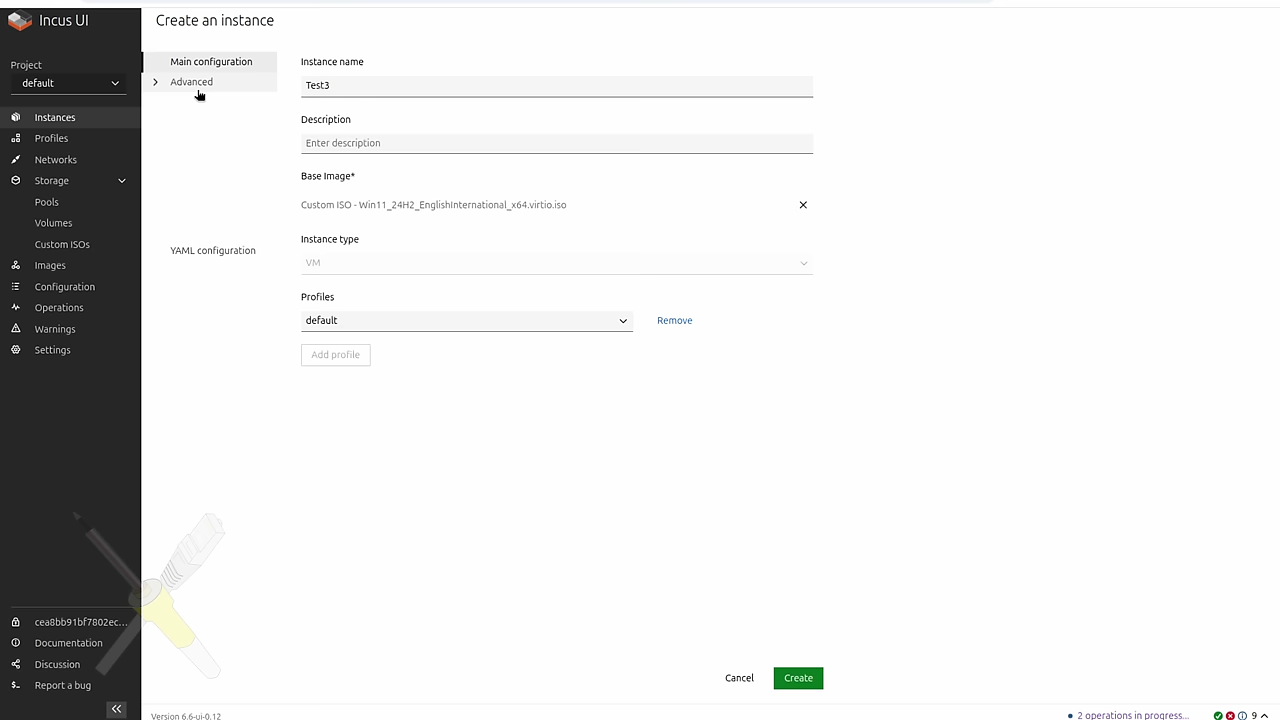 Incus UI
Create an instance
Project
default
Instances
Profiles
Networks
Storage
Pools
Volumes
Custom ISOs
Images
Configuration
Operations
Warnings
Settings
cea8bb91bf7802ec...
Documentation
Discussion
Report a bug
Main configuration
Advanced
YAML configuration
Instance name
Test3
Description
Enter description
Base Image*
Custom ISO - Win11_24H2_EnglishInternational_x64.virtio.iso
Instance type
VM
Profiles
default
Remove
Add profile
Cancel
Create
Version 6.6-ui-0.12
2 operations in progress...
9